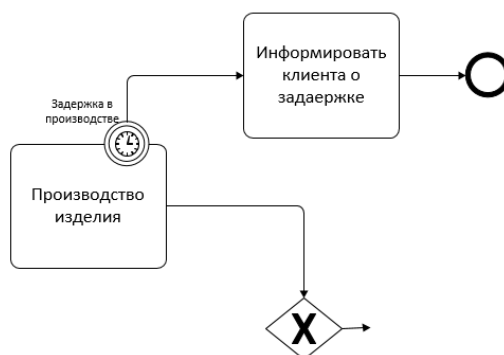 Информировать
клиента о
задаержке
Задержка в
производстве
Производство
изделия
X